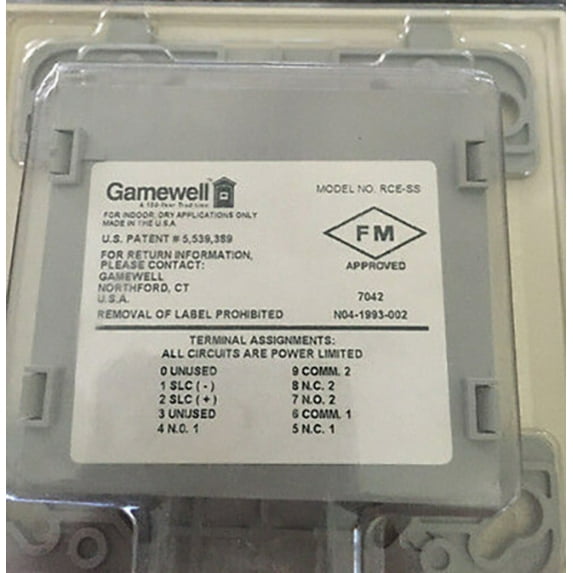 Gamewell
A 100-Year Tradition
MODEL NO. RCE-SS
FOR INDOOR, DRY APPLICATIONS ONLY
MADE IN THE U.S.A.
U.S. PATENT # 5,539,389
FM
APPROVED
FOR RETURN INFORMATION,
PLEASE CONTACT:
GAMEWELL
NORTHFORD, CT
U.S.A.
7042
REMOVAL OF LABEL PROHIBITED
N04-1993-002
TERMINAL ASSIGNMENTS:
ALL CIRCUITS ARE POWER LIMITED
0 UNUSED
1 SLC ( - )
2 SLC ( + )
3 UNUSED
4 N.O. 1
9 COMM. 2
8 N.C. 2
7 N.O. 2
6 COMM. 1
5 N.C. 1